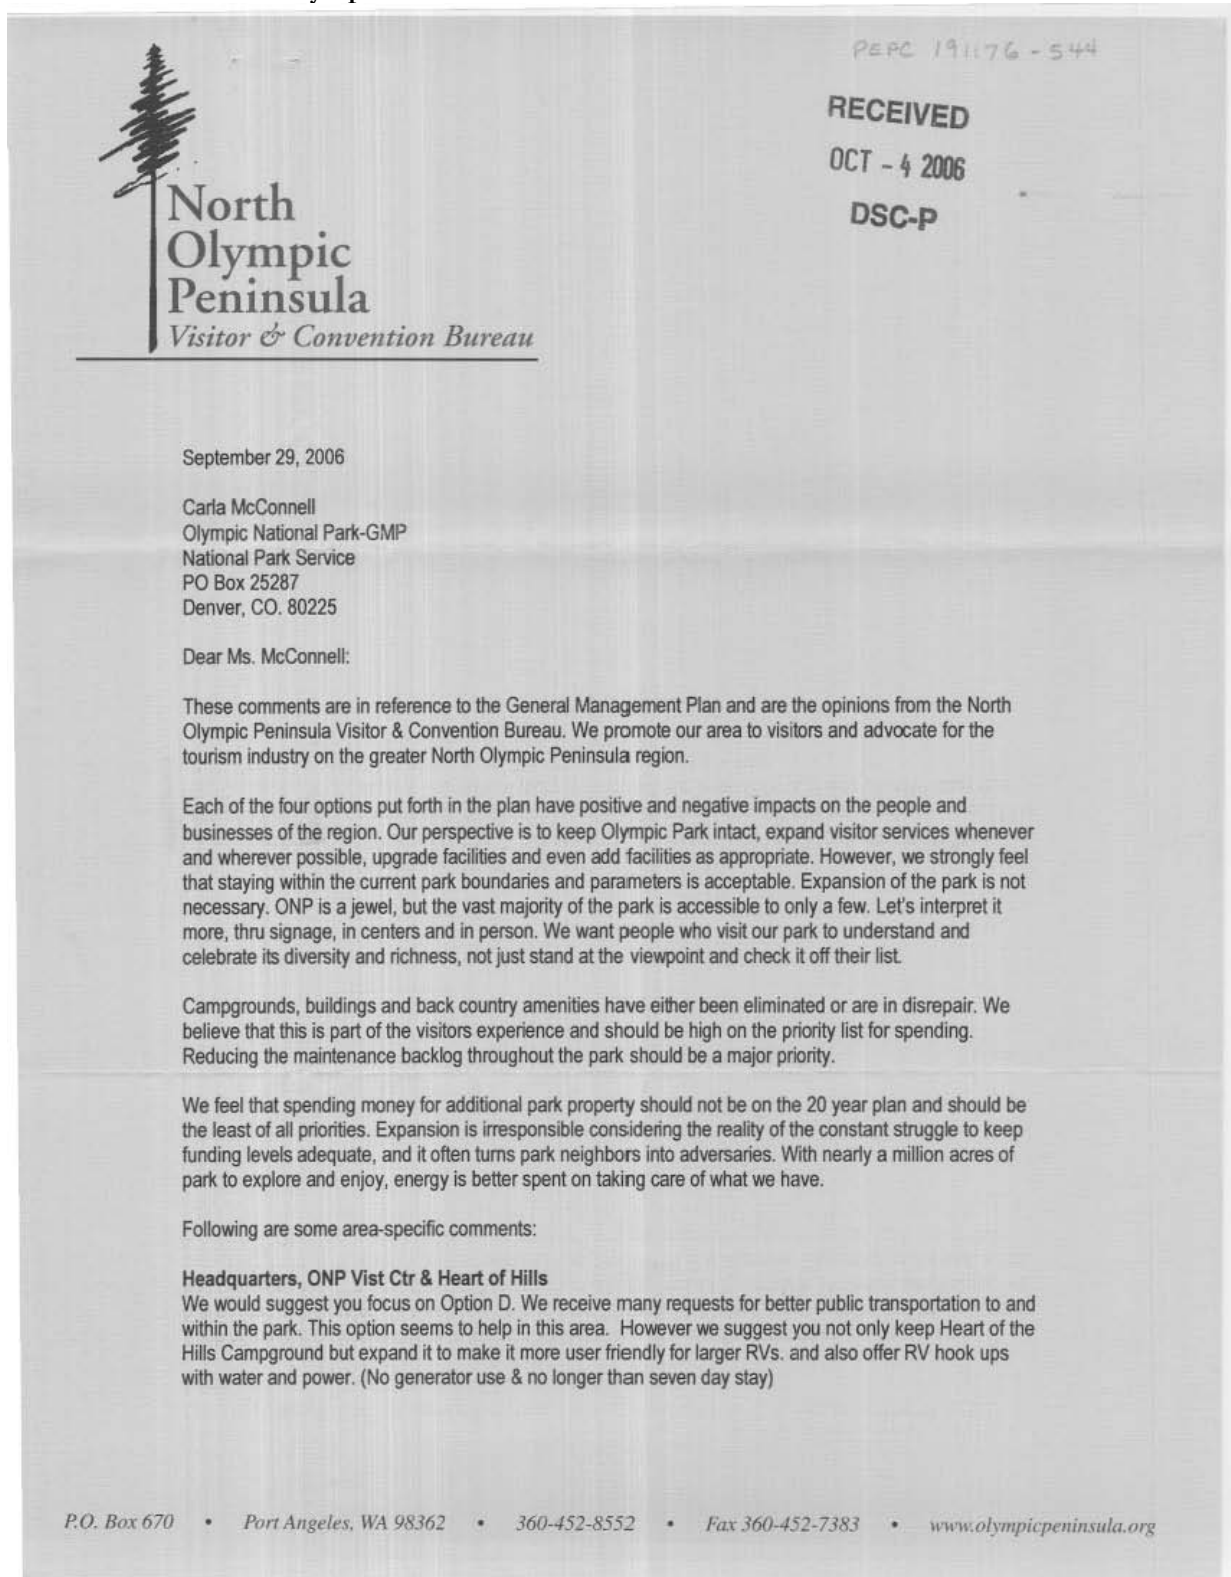 PEPC 191176-544
RECEIVED
OCT - 4 2006
DSC-P
North
Olympic
Peninsula
Visitor & Convention Bureau
September 29, 2006
Carla McConnell
Olympic National Park-GMP
National Park Service
PO Box 25287
Denver, CO. 80225
Dear Ms. McConnell:
These comments are in reference to the General Management Plan and are the opinions from the North
Olympic Peninsula Visitor & Convention Bureau. We promote our area to visitors and advocate for the
tourism industry on the greater North Olympic Peninsula region.
Each of the four options put forth in the plan have positive and negative impacts on the people and
businesses of the region. Our perspective is to keep Olympic Park intact, expand visitor services whenever
and wherever possible, upgrade facilities and even add facilities as appropriate. However, we strongly feel
that staying within the current park boundaries and parameters is acceptable. Expansion of the park is not
necessary. ONP is a jewel, but the vast majority of the park is accessible to only a few. Let's interpret it
more, thru signage, in centers and in person. We want people who visit our park to understand and
celebrate its diversity and richness, not just stand at the viewpoint and check it off their list.
Campgrounds, buildings and back country amenities have either been eliminated or are in disrepair. We
believe that this is part of the visitors experience and should be high on the priority list for spending.
Reducing the maintenance backlog throughout the park should be a major priority.
We feel that spending money for additional park property should not be on the 20 year plan and should be
the least of all priorities. Expansion is irresponsible considering the reality of the constant struggle to keep
funding levels adequate, and it often turns park neighbors into adversaries. With nearly a million acres of
park to explore and enjoy, energy is better spent on taking care of what we have.
Following are some area-specific comments:
Headquarters, ONP Vist Ctr & Heart of Hills
We would suggest you focus on Option D. We receive many requests for better public transportation to and
within the park. This option seems to help in this area. However we suggest you not only keep Heart of the
Hills Campground but expand it to make it more user friendly for larger RVs. and also offer RV hook ups
with water and power. (No generator use & no longer than seven day stay)
P.O. Box 670 • Port Angeles, WA 98362 • 360-452-8552 • Fax 360-452-7383 • www.olympicpeninsula.org